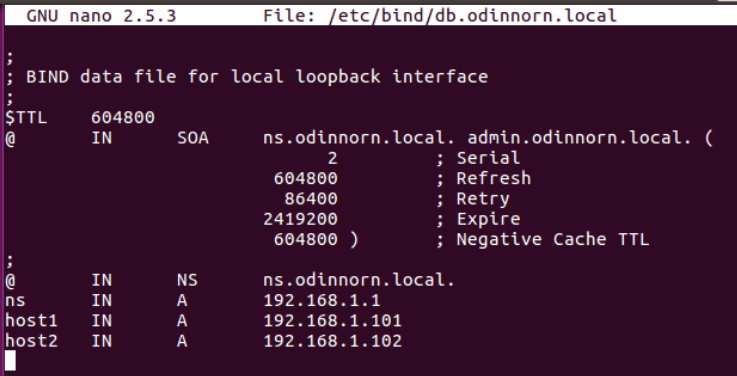 GNU nano 2.5.3 File: /etc/bind/db.odinnorn.local
;
; BIND data file for local loopback interface
;
$TTL 604800
@ IN SOA ns.odinnorn.local. admin.odinnorn.local. (
2 ; Serial
604800 ; Refresh
86400 ; Retry
2419200 ; Expire
604800 ) ; Negative Cache TTL
;
@ IN NS ns.odinnorn.local.
ns IN A 192.168.1.1
host1 IN A 192.168.1.101
host2 IN A 192.168.1.102